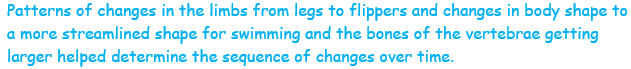 Patterns of changes in the limbs from legs to flippers and changes in body shape to
a more streamlined shape for swimming and the bones of the vertebrae getting
larger helped determine the sequence of changes over time.